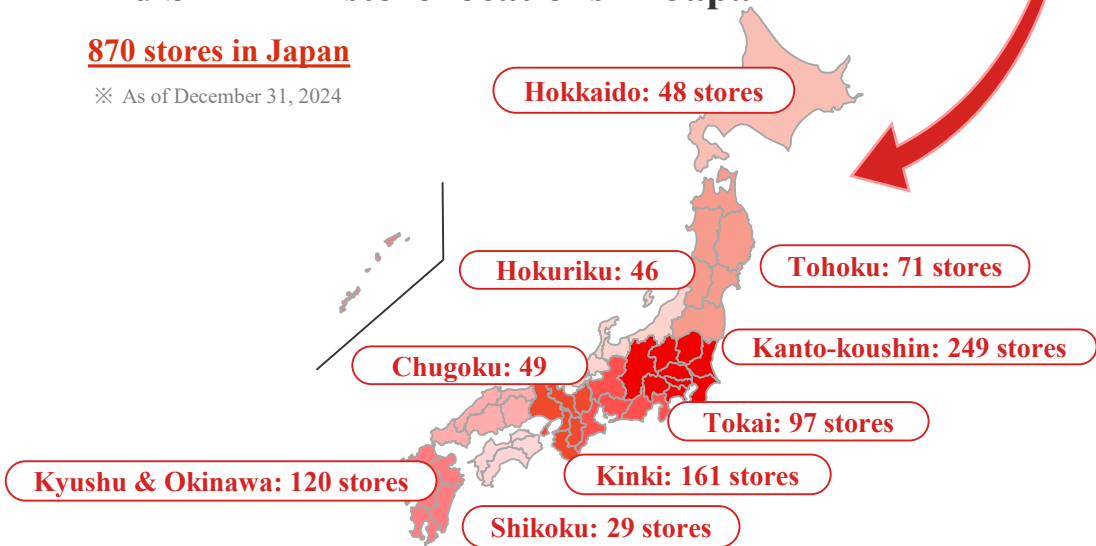 870 stores in Japan
※ As of December 31, 2024
Hokkaido: 48 stores
Hokuriku: 46
Tohoku: 71 stores
Kanto-koushin: 249 stores
Chugoku: 49
Tokai: 97 stores
Kinki: 161 stores
Kyushu & Okinawa: 120 stores
Shikoku: 29 stores